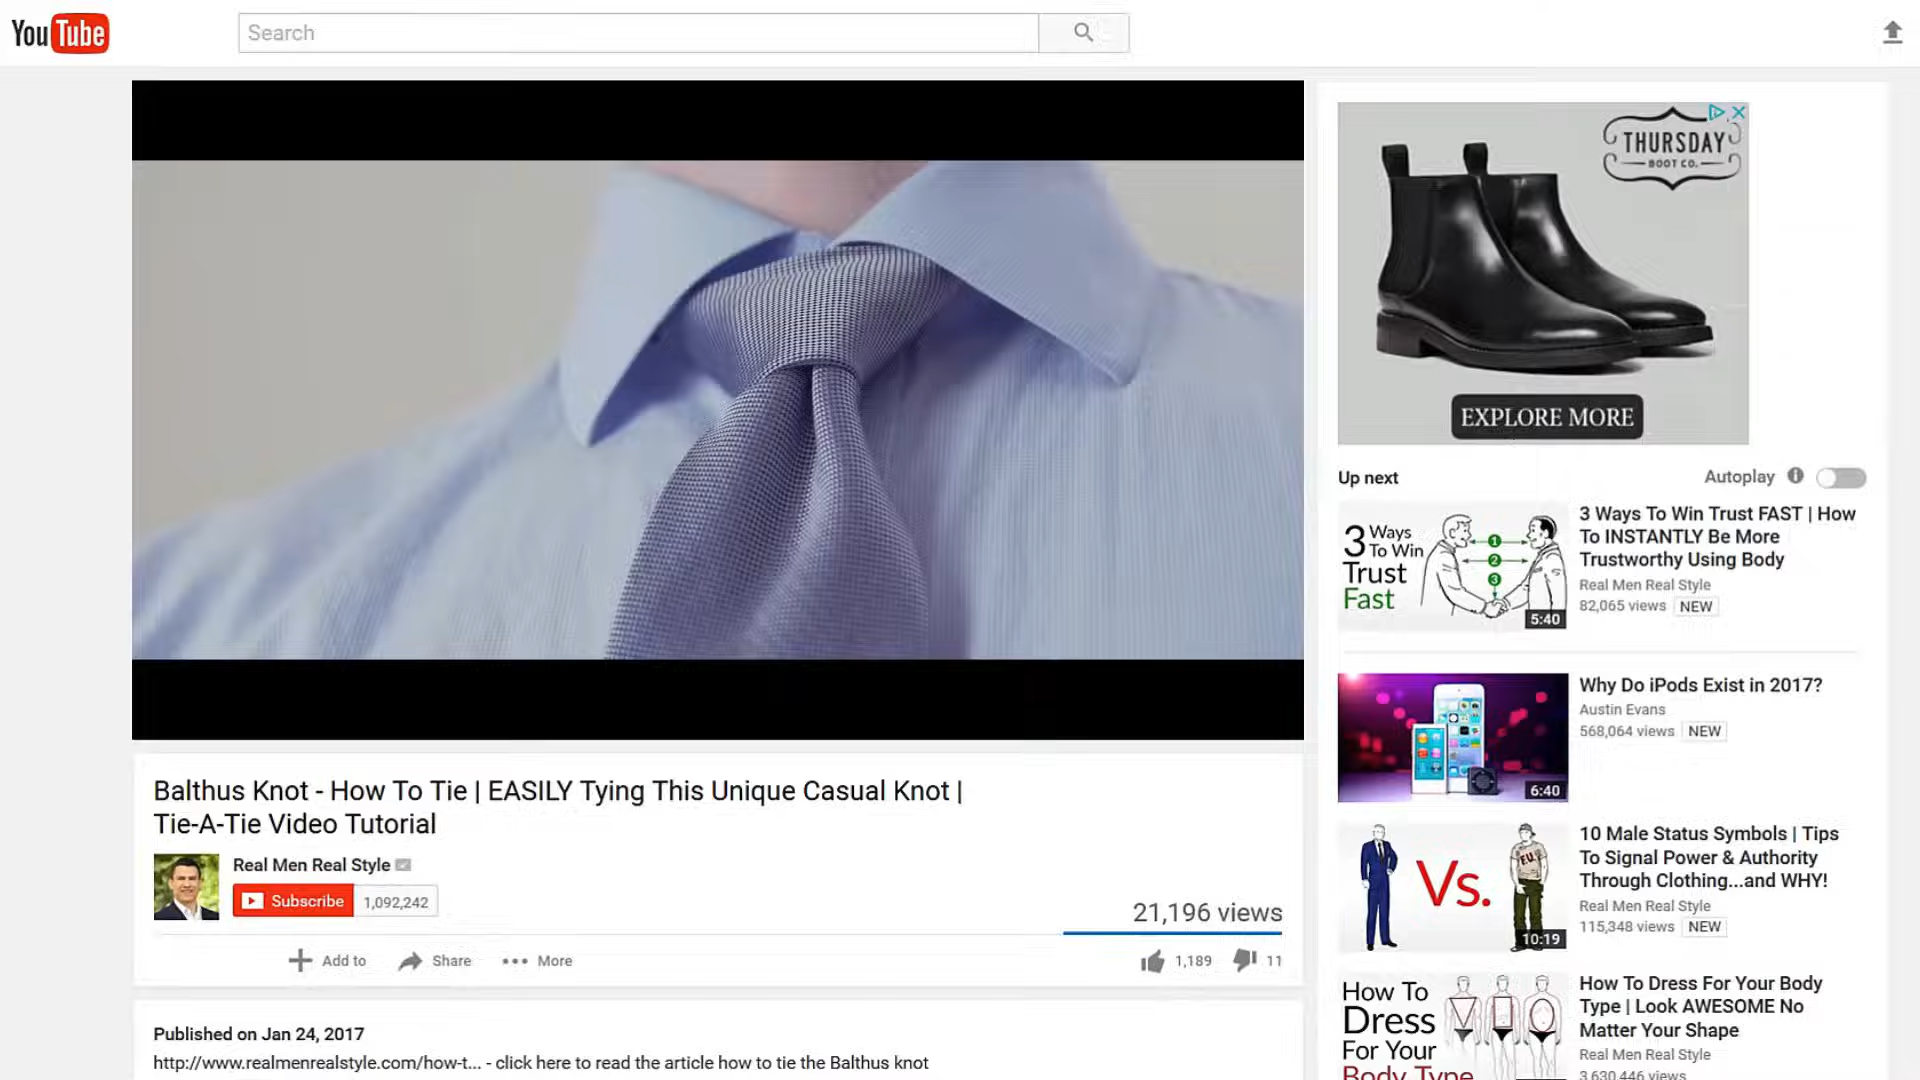 YouTube
Search
THURSDAY
BOOT CO.
EXPLORE MORE
Up next
Autoplay
3 Ways
To Win
Trust
Fast
5:40
3 Ways To Win Trust FAST | How
To INSTANTLY Be More
Trustworthy Using Body
Real Men Real Style
82,065 views NEW
6:40
Why Do iPods Exist in 2017?
Austin Evans
568,064 views NEW
Vs.
10:19
10 Male Status Symbols | Tips
To Signal Power & Authority
Through Clothing...and WHY!
Real Men Real Style
115,348 views NEW
How To
Dress
For Your
Body Type
How To Dress For Your Body
Type | Look AWESOME No
Matter Your Shape
Real Men Real Style
3,630,446 views
Balthus Knot - How To Tie | EASILY Tying This Unique Casual Knot |
Tie-A-Tie Video Tutorial
Real Men Real Style
Subscribe 1,092,242
21,196 views
Add to Share More 1,189 11
Published on Jan 24, 2017
http://www.realmenrealstyle.com/how-t... - click here to read the article how to tie the Balthus knot